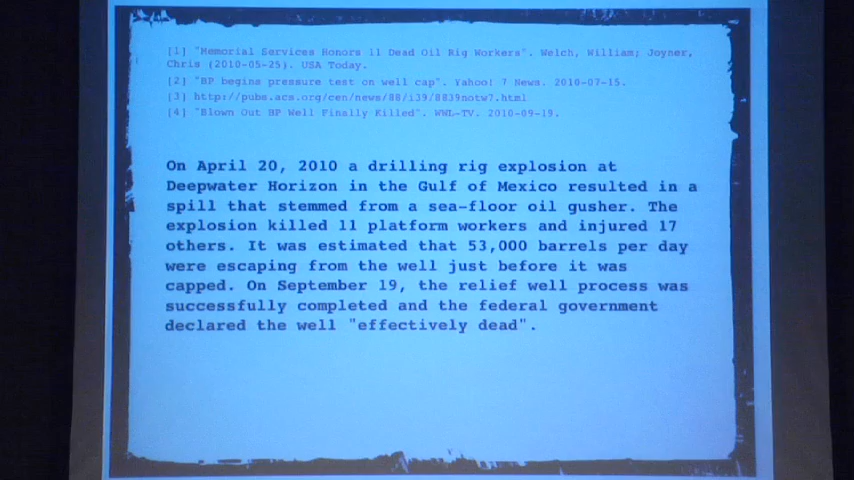 [1] "Memorial Services Honors 11 Dead Oil Rig Workers". Welch, William; Joyner,
Chris (2010-05-25). USA Today.
[2] "BP begins pressure test on well cap". Yahoo! 7 News. 2010-07-15.
[3] http://pubs.acs.org/cen/news/88/i39/8839notw7.html
[4] "Blown Out BP Well Finally Killed". WWL-TV. 2010-09-19.
On April 20, 2010 a drilling rig explosion at
Deepwater Horizon in the Gulf of Mexico resulted in a
spill that stemmed from a sea-floor oil gusher. The
explosion killed 11 platform workers and injured 17
others. It was estimated that 53,000 barrels per day
were escaping from the well just before it was
capped. On September 19, the relief well process was
successfully completed and the federal government
declared the well "effectively dead".